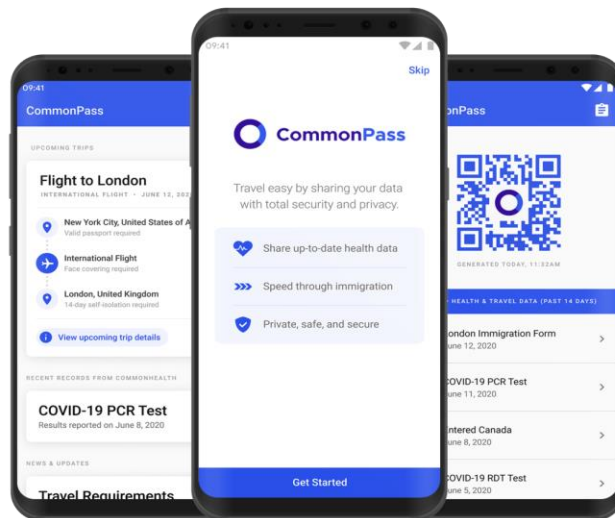 09:41
CommonPass
UPCOMING TRIPS
Flight to London
INTERNATIONAL FLIGHT • JUNE 12, 202
New York City, United States of A
Valid passport required
International Flight
Face covering required
London, United Kingdom
14-day self-isolation required
View upcoming trip details
RECENT RECORDS FROM COMMONHEALTH
COVID-19 PCR Test
Results reported on June 8, 2020
NEWS & UPDATES
Travel Requirements
09:41
Skip
CommonPass
Travel easy by sharing your data
with total security and privacy.
Share up-to-date health data
Speed through immigration
Private, safe, and secure
Get Started
onPass
GENERATED TODAY, 11:32AM
HEALTH & TRAVEL DATA (PAST 14 DAYS)
ondon Immigration Form
une 12, 2020
OVID-19 PCR Test
une 11, 2020
ntered Canada
une 8, 2020
OVID-19 RDT Test
une 5, 2020